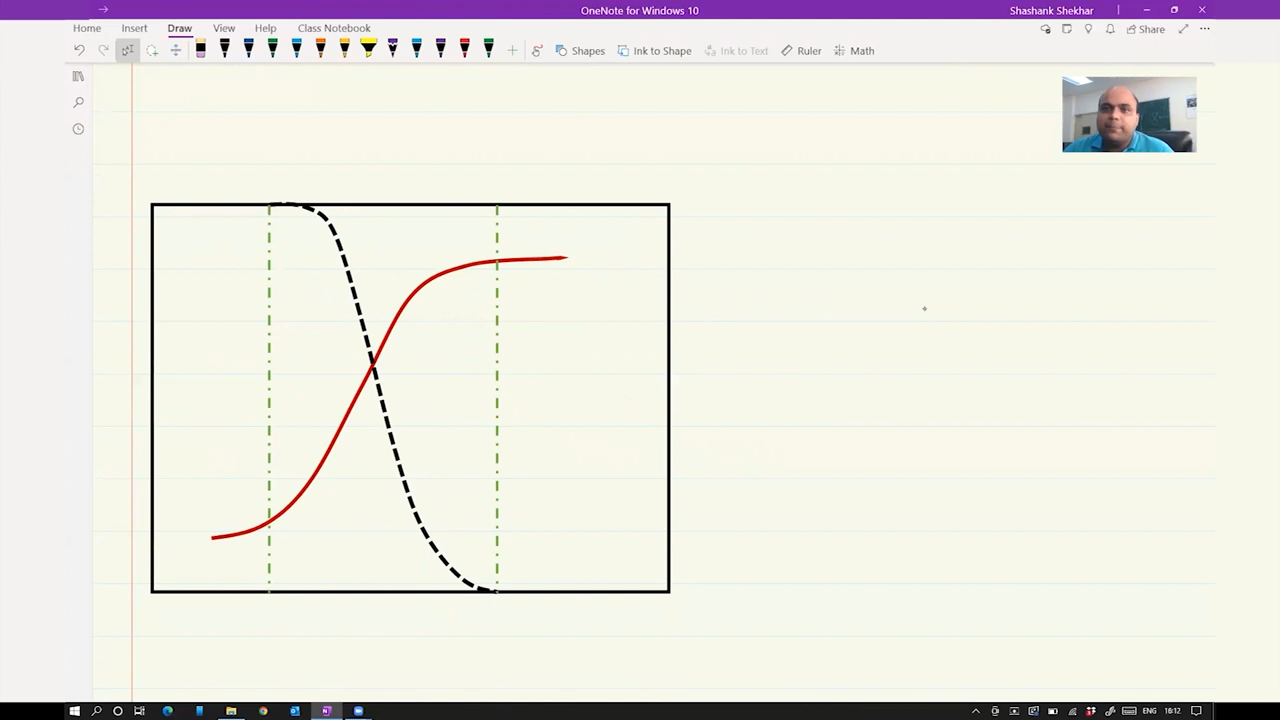 OneNote for Windows 10
Shashank Shekhar
Home Insert Draw View Help Class Notebook
Shapes Ink to Shape Ink to Text Ruler Math
Share
ENG 16:12